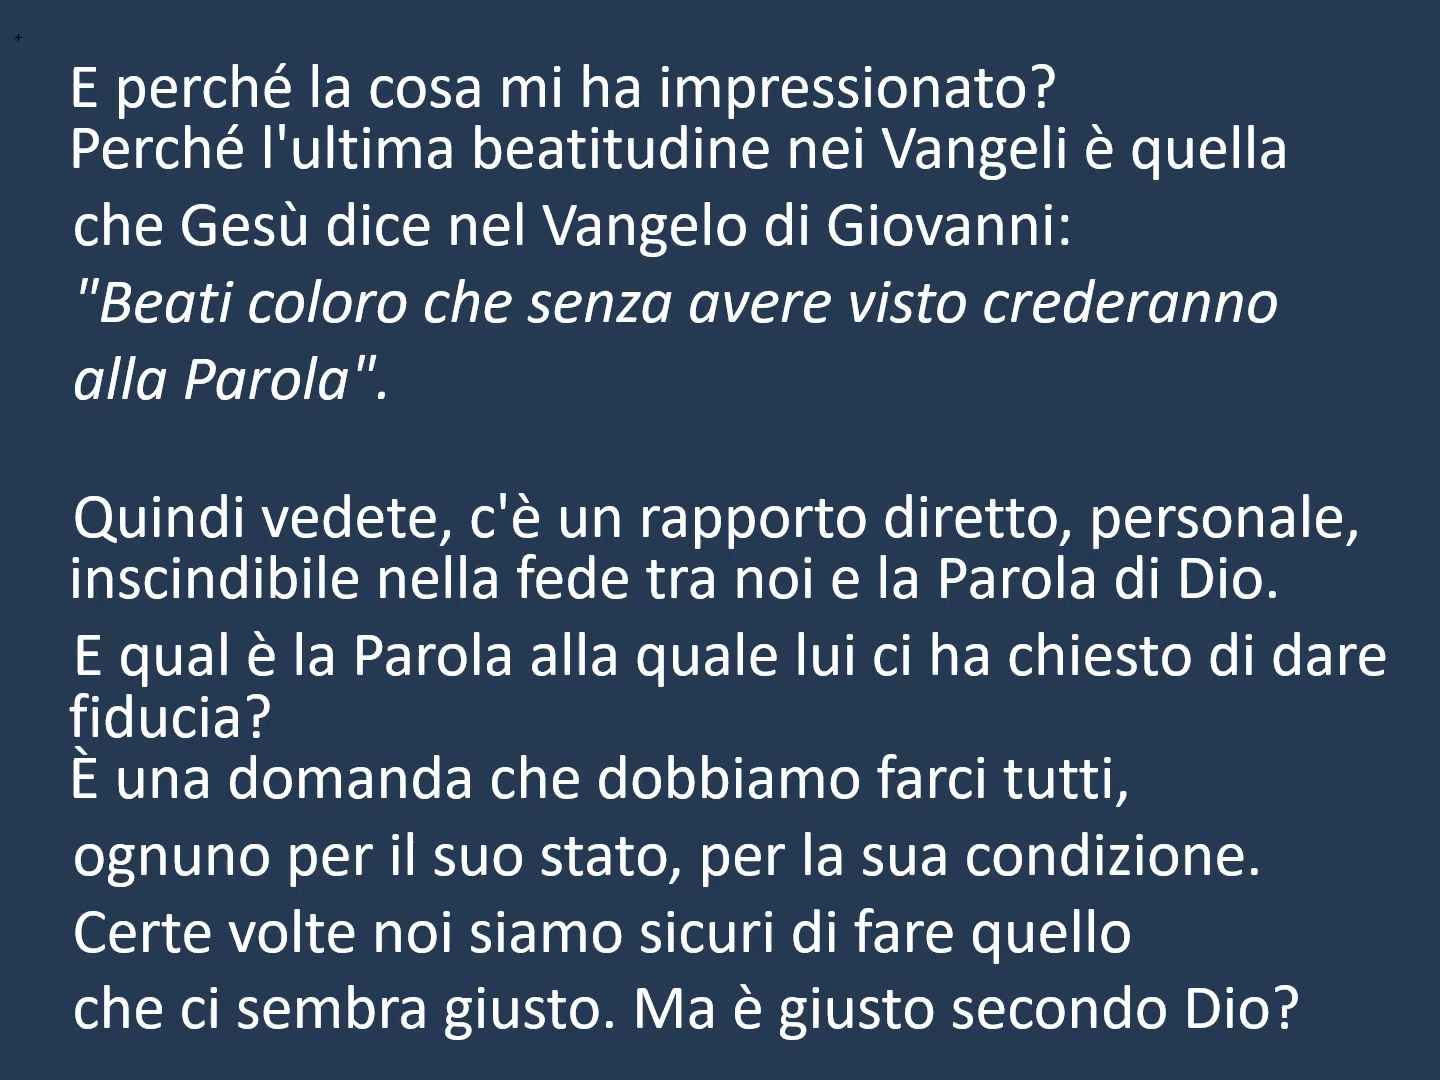 +
E perché la cosa mi ha impressionato?
Perché l'ultima beatitudine nei Vangeli è quella
che Gesù dice nel Vangelo di Giovanni:
"Beati coloro che senza avere visto crederanno
alla Parola".
Quindi vedete, c'è un rapporto diretto, personale,
inscindibile nella fede tra noi e la Parola di Dio.
E qual è la Parola alla quale lui ci ha chiesto di dare
fiducia?
È una domanda che dobbiamo farci tutti,
ognuno per il suo stato, per la sua condizione.
Certe volte noi siamo sicuri di fare quello
che ci sembra giusto. Ma è giusto secondo Dio?